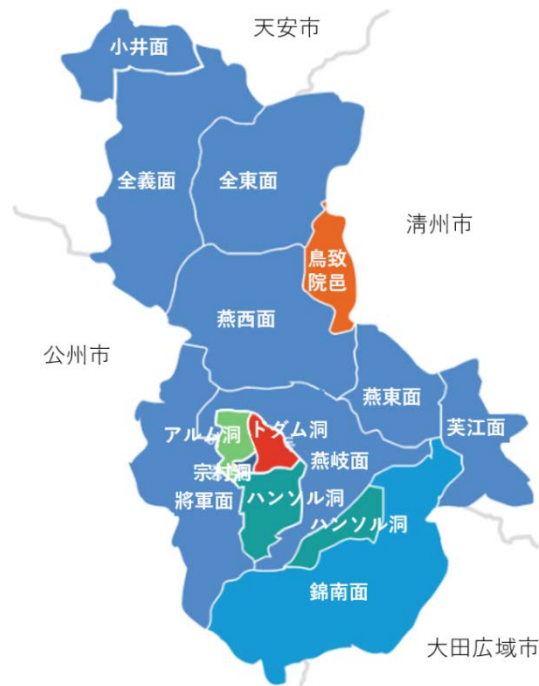 天安市
小井面
全義面
全東面
清州市
鳥致
院邑
燕西面
公州市
燕東面
芙江面
アルム洞
トダム洞
燕岐面
宗村洞
將軍面
ハンソル洞
ハンソル洞
錦南面
大田広域市